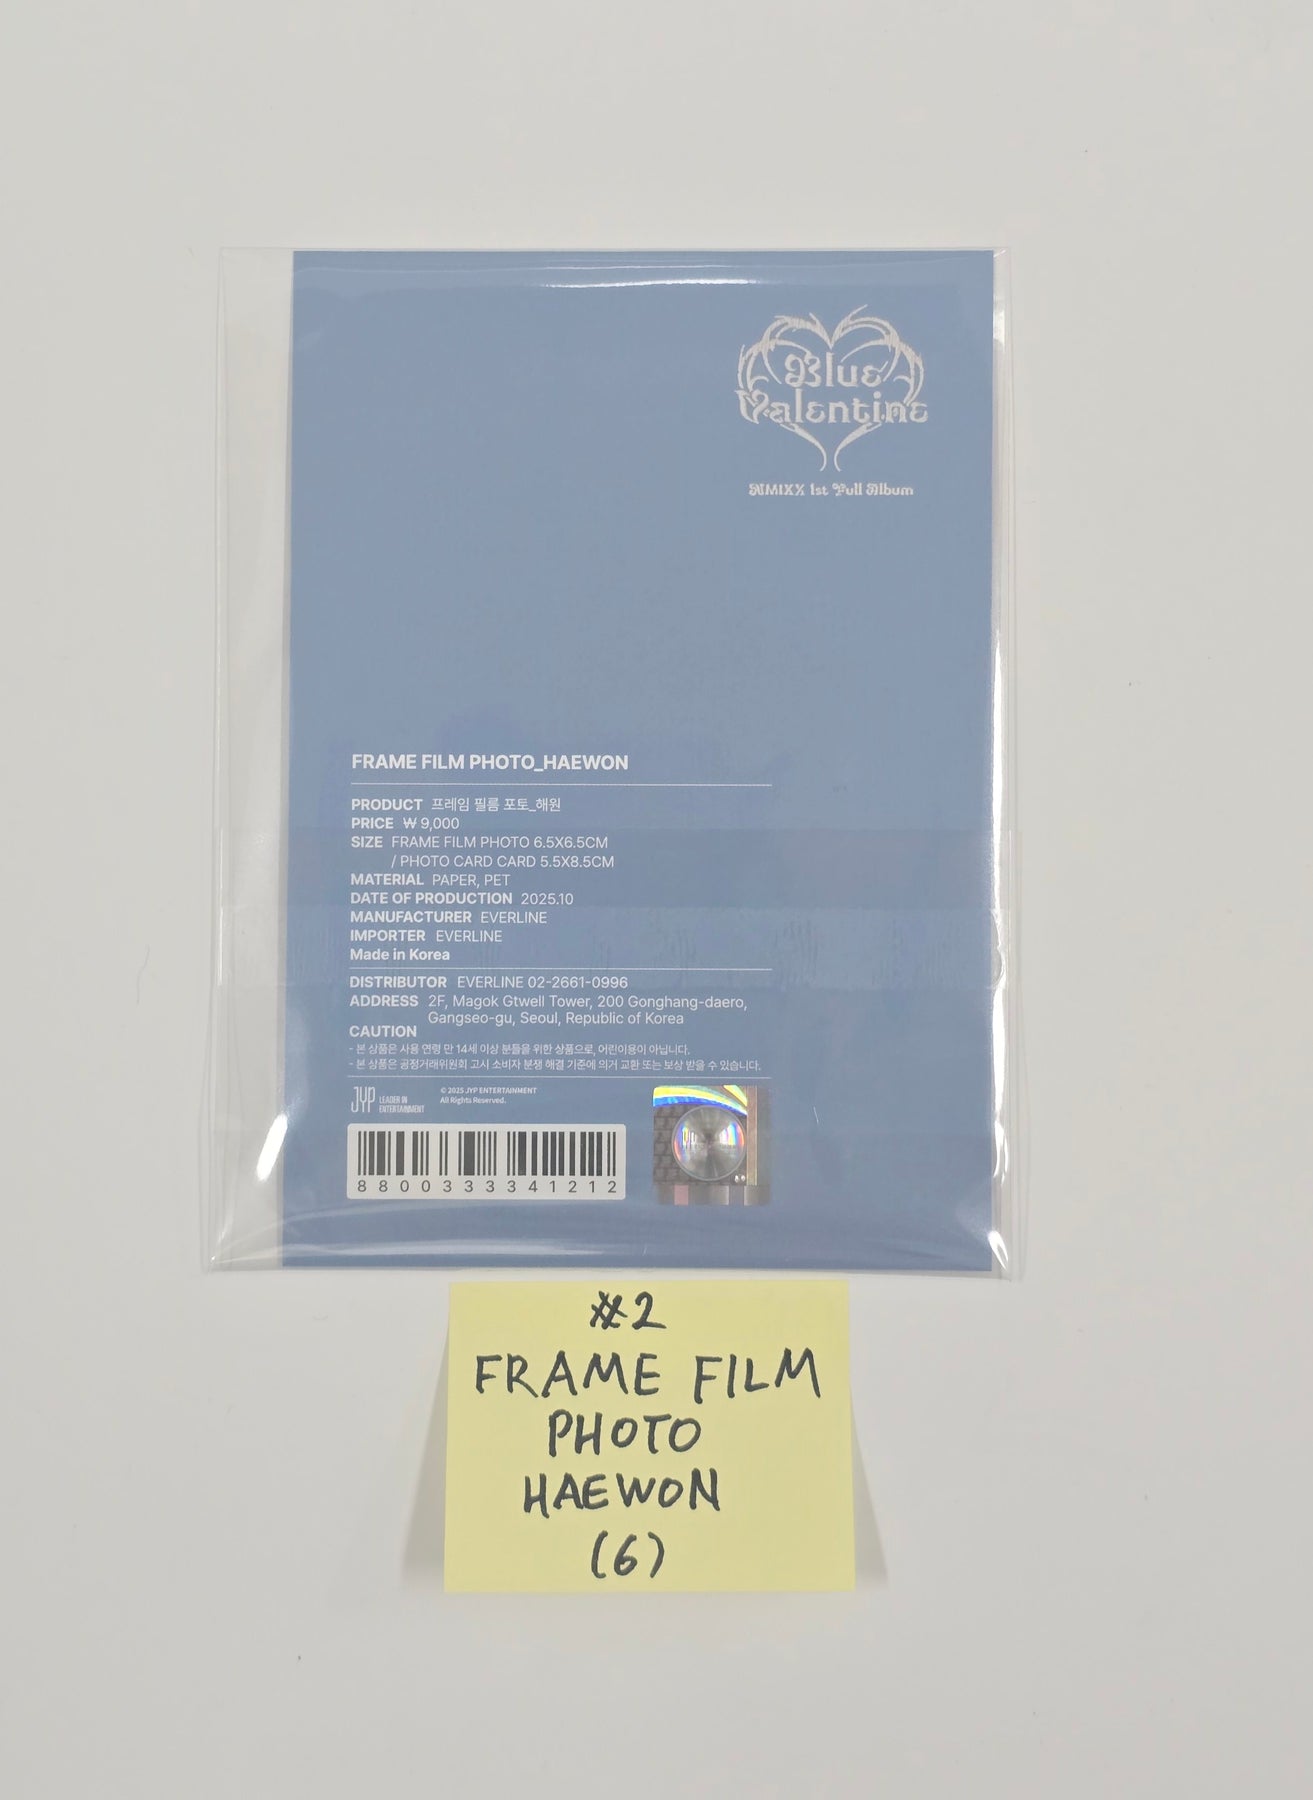 Blue
Valentine
NMIXX 1st Full Album
FRAME FILM PHOTO_HAEWON
PRODUCT 프레임 필름 포토_해원
PRICE ₩ 9,000
SIZE FRAME FILM PHOTO 6.5X6.5CM
/ PHOTO CARD CARD 5.5X8.5CM
MATERIAL PAPER, PET
DATE OF PRODUCTION 2025.10
MANUFACTURER EVERLINE
IMPORTER EVERLINE
Made in Korea
DISTRIBUTOR EVERLINE 02-2661-0996
ADDRESS 2F, Magok Gtwell Tower, 200 Gonghang-daero,
Gangseo-gu, Seoul, Republic of Korea
CAUTION
- 본 상품은 사용 연령 만 14세 이상 분들을 위한 상품으로, 어린이용이 아닙니다.
- 본 상품은 공정거래위원회 고시 소비자 분쟁 해결 기준에 의거 교환 또는 보상 받을 수 있습니다.
JYP LEADER IN
ENTERTAINMENT
© 2025 JYP ENTERTAINMENT
All Rights Reserved.
8800333341212
#2
FRAME FILM
PHOTO
HAEWON
(6)